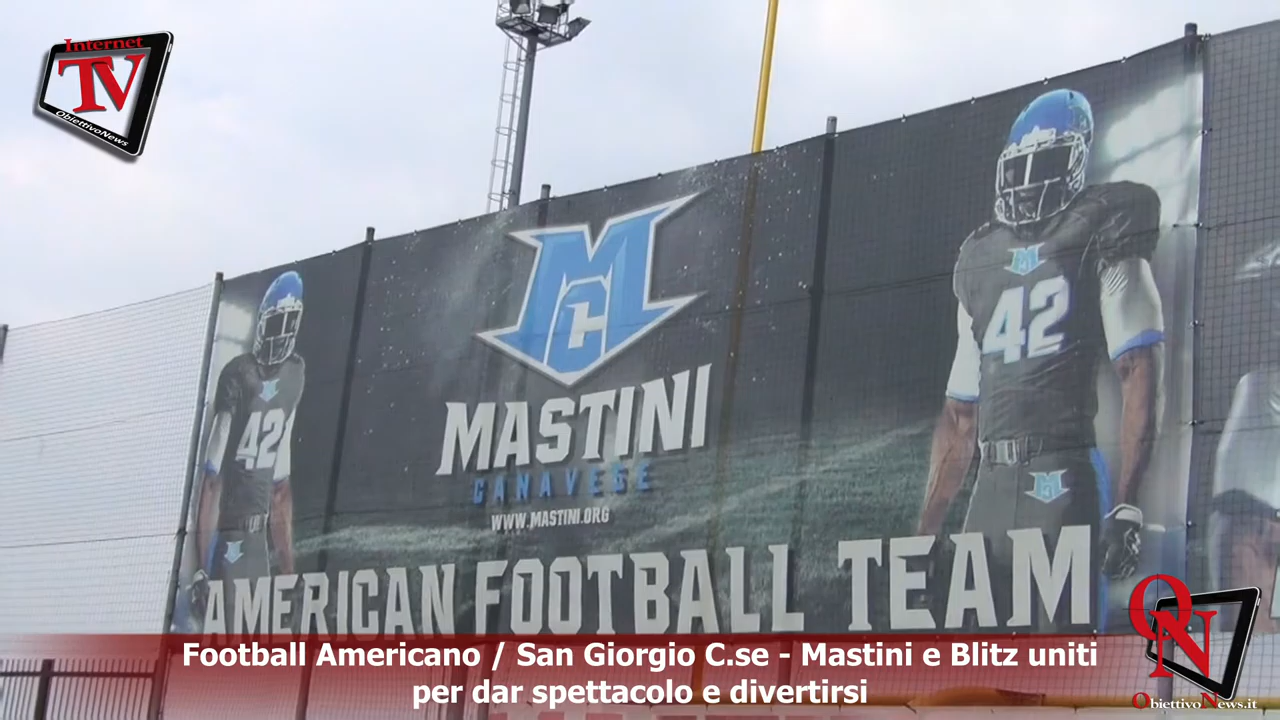 Internet
TV
ObiettivoNews
MC
MASTINI
CANAVESE
WWW.MASTINI.ORG
AMERICAN FOOTBALL TEAM
42
42
Football Americano / San Giorgio C.se - Mastini e Blitz uniti
per dar spettacolo e divertirsi
ON
ObiettivoNews.it